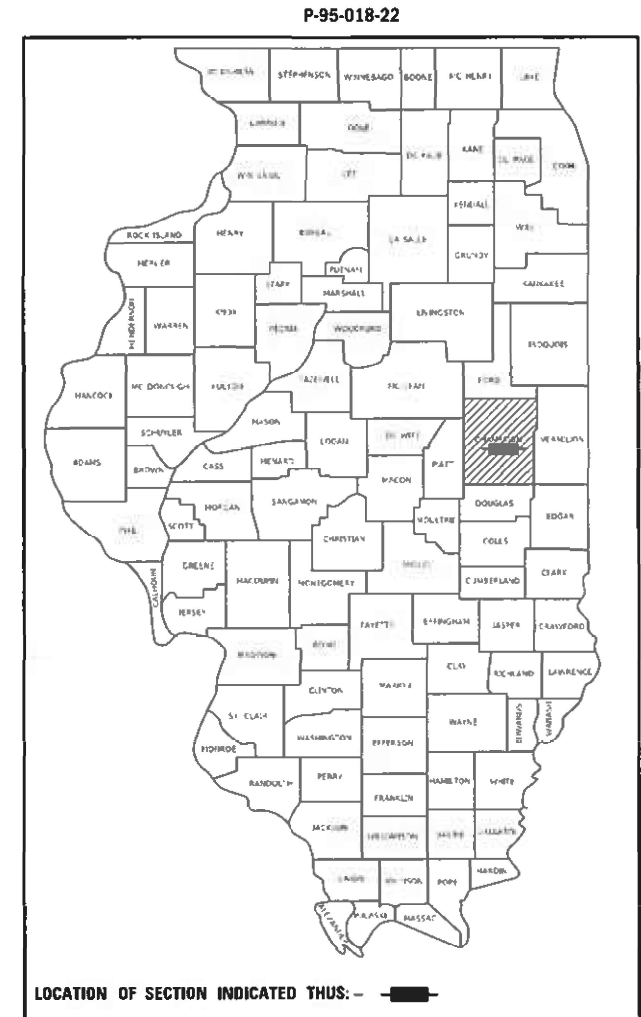 P-95-018-22
STEPHENSON WINNEBAGO BOONE MC HENRY LAKE
CARROLL OGLE
DE KALB KANE DU PAGE COOK
LEE
KENDALL WILL
ROCK ISLAND HENRY BUREAU LA SALLE GRUNDY
MERCER PUTNAM KANKAKEE
STARK MARSHALL
HENDERSON WARREN KNOX PEORIA WOODFORD LIVINGSTON IROQUOIS
HANCOCK MC DONOUGH FULTON TAZEWELL MC LEAN FORD
MASON
SCHUYLER LOGAN DE WITT CHAMPAIGN VERMILION
ADAMS BROWN CASS MENARD PIATT
MACON
MORGAN SANGAMON DOUGLAS
PIKE SCOTT MOULTRIE EDGAR
CHRISTIAN COLES
GREENE SHELBY
CALHOUN MACOUPIN MONTGOMERY CUMBERLAND CLARK
JERSEY FAYETTE EFFINGHAM JASPER CRAWFORD
MADISON BOND
CLAY
CLINTON MARION RICHLAND LAWRENCE
ST. CLAIR WAYNE EDWARDS WABASH
WASHINGTON JEFFERSON
MONROE
RANDOLPH PERRY HAMILTON WHITE
FRANKLIN
JACKSON WILLIAMSON SALINE GALLATIN
UNION JOHNSON POPE HARDIN
ALEXANDER PULASKI MASSAC
LOCATION OF SECTION INDICATED THUS: -